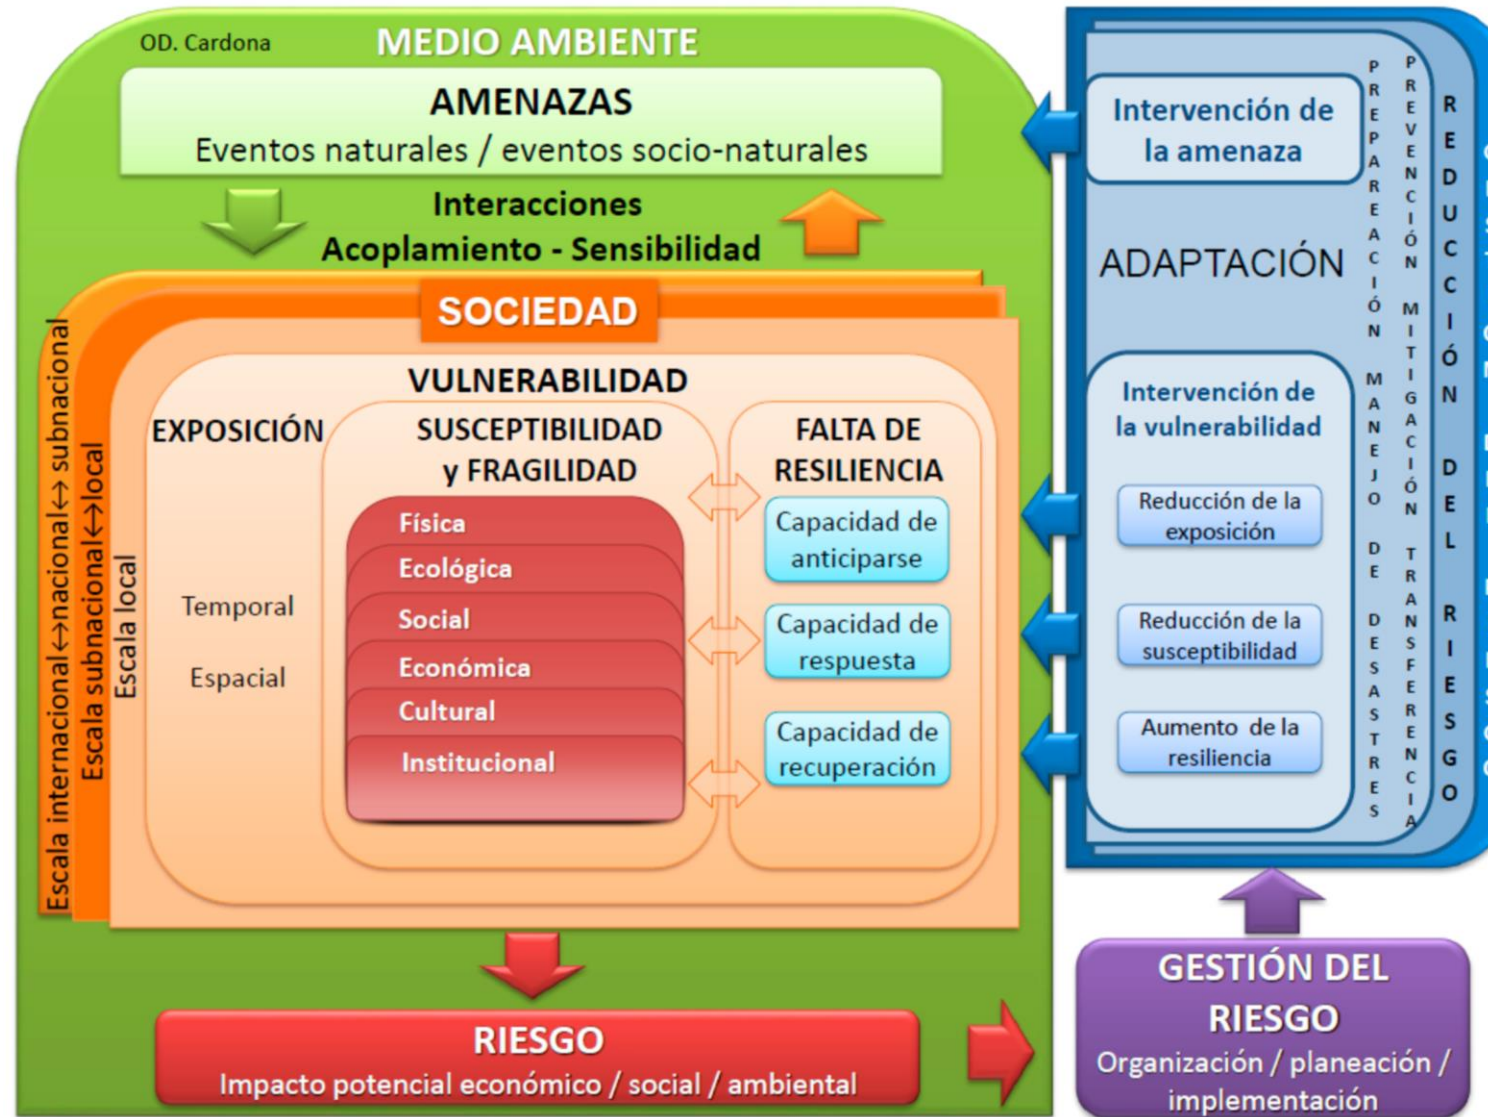 OD. Cardona
MEDIO AMBIENTE
AMENAZAS
Eventos naturales / eventos socio-naturales
Interacciones
Acoplamiento - Sensibilidad
SOCIEDAD
Escala internacional↔nacional↔ subnacional
Escala subnacional↔local
Escala local
VULNERABILIDAD
EXPOSICIÓN
Temporal
Espacial
SUSCEPTIBILIDAD
y FRAGILIDAD
Física
Ecológica
Social
Económica
Cultural
Institucional
FALTA DE
RESILIENCIA
Capacidad de
anticiparse
Capacidad de
respuesta
Capacidad de
recuperación
RIESGO
Impacto potencial económico / social / ambiental
Intervención de
la amenaza
ADAPTACIÓN
Intervención de
la vulnerabilidad
Reducción de la
exposición
Reducción de la
susceptibilidad
Aumento de la
resiliencia
PREPAREACIÓN MANEJO DE DESASTRES
PREVENCIÓN MITIGACIÓN TRANSFERENCIA
REDUCCIÓN DEL RIESGO
GESTIÓN DEL
RIESGO
Organización / planeación /
implementación